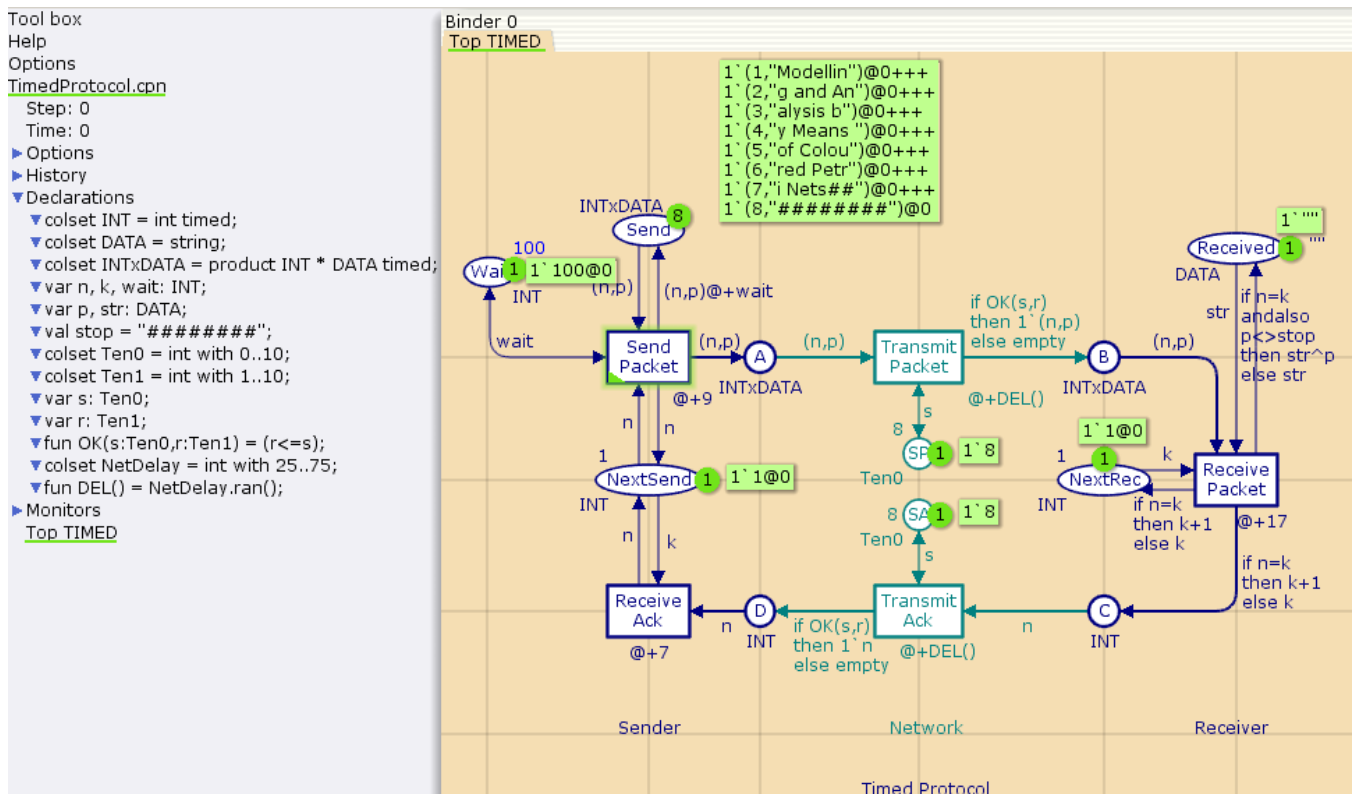 Tool box
Help
Options
TimedProtocol.cpn
Step: 0
Time: 0
Options
History
Declarations
colset INT = int timed;
colset DATA = string;
colset INTxDATA = product INT * DATA timed;
var n, k, wait: INT;
var p, str: DATA;
val stop = "########";
colset Ten0 = int with 0..10;
colset Ten1 = int with 1..10;
var s: Ten0;
var r: Ten1;
fun OK(s:Ten0,r:Ten1) = (r<=s);
colset NetDelay = int with 25..75;
fun DEL() = NetDelay.ran();
Monitors
Top TIMED
Binder 0
Top TIMED
1`(1,"Modellin")@0+++
1`(2,"g and An")@0+++
1`(3,"alysis b")@0+++
1`(4,"y Means ")@0+++
1`(5,"of Colou")@0+++
1`(6,"red Petr")@0+++
1`(7,"i Nets##")@0+++
1`(8,"########")@0
INTxDATA
Send
8
100
Wai
1
1`100@0
INT
(n,p)
(n,p)@+wait
wait
Send
Packet
@+9
(n,p)
A
INTxDATA
(n,p)
Transmit
Packet
@+DEL()
if OK(s,r)
then 1`(n,p)
else empty
B
INTxDATA
(n,p)
1`""
Received
1
""
DATA
str
if n=k
andalso
p<>stop
then str^p
else str
n
n
1
NextSend
1
1`1@0
INT
s
8
SP
1
1`8
Ten0
8
SA
1
1`8
Ten0
s
1`1@0
1
1
NextRec
INT
k
if n=k
then k+1
else k
Receive
Packet
@+17
if n=k
then k+1
else k
n
k
Receive
Ack
@+7
n
D
INT
if OK(s,r)
then 1`n
else empty
Transmit
Ack
@+DEL()
n
C
INT
Sender
Network
Receiver
Timed Protocol